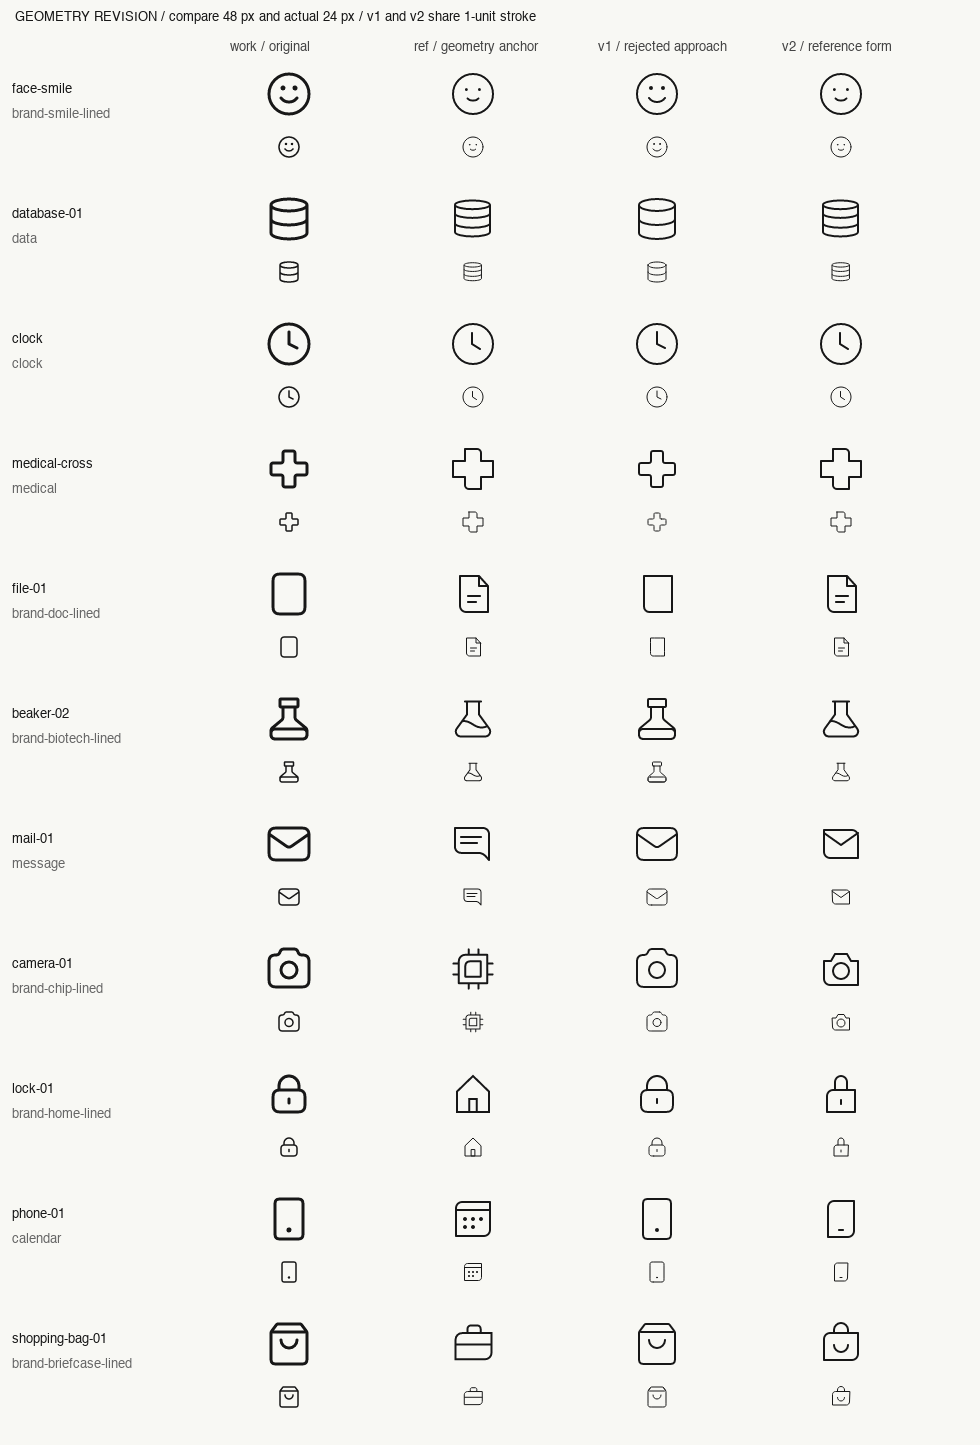 GEOMETRY REVISION / compare 48 px and actual 24 px / v1 and v2 share 1-unit stroke
work / original ref / geometry anchor v1 / rejected approach v2 / reference form
face-smile
brand-smile-lined
database-01
data
clock
clock
medical-cross
medical
file-01
brand-doc-lined
beaker-02
brand-biotech-lined
mail-01
message
camera-01
brand-chip-lined
lock-01
brand-home-lined
phone-01
calendar
shopping-bag-01
brand-briefcase-lined